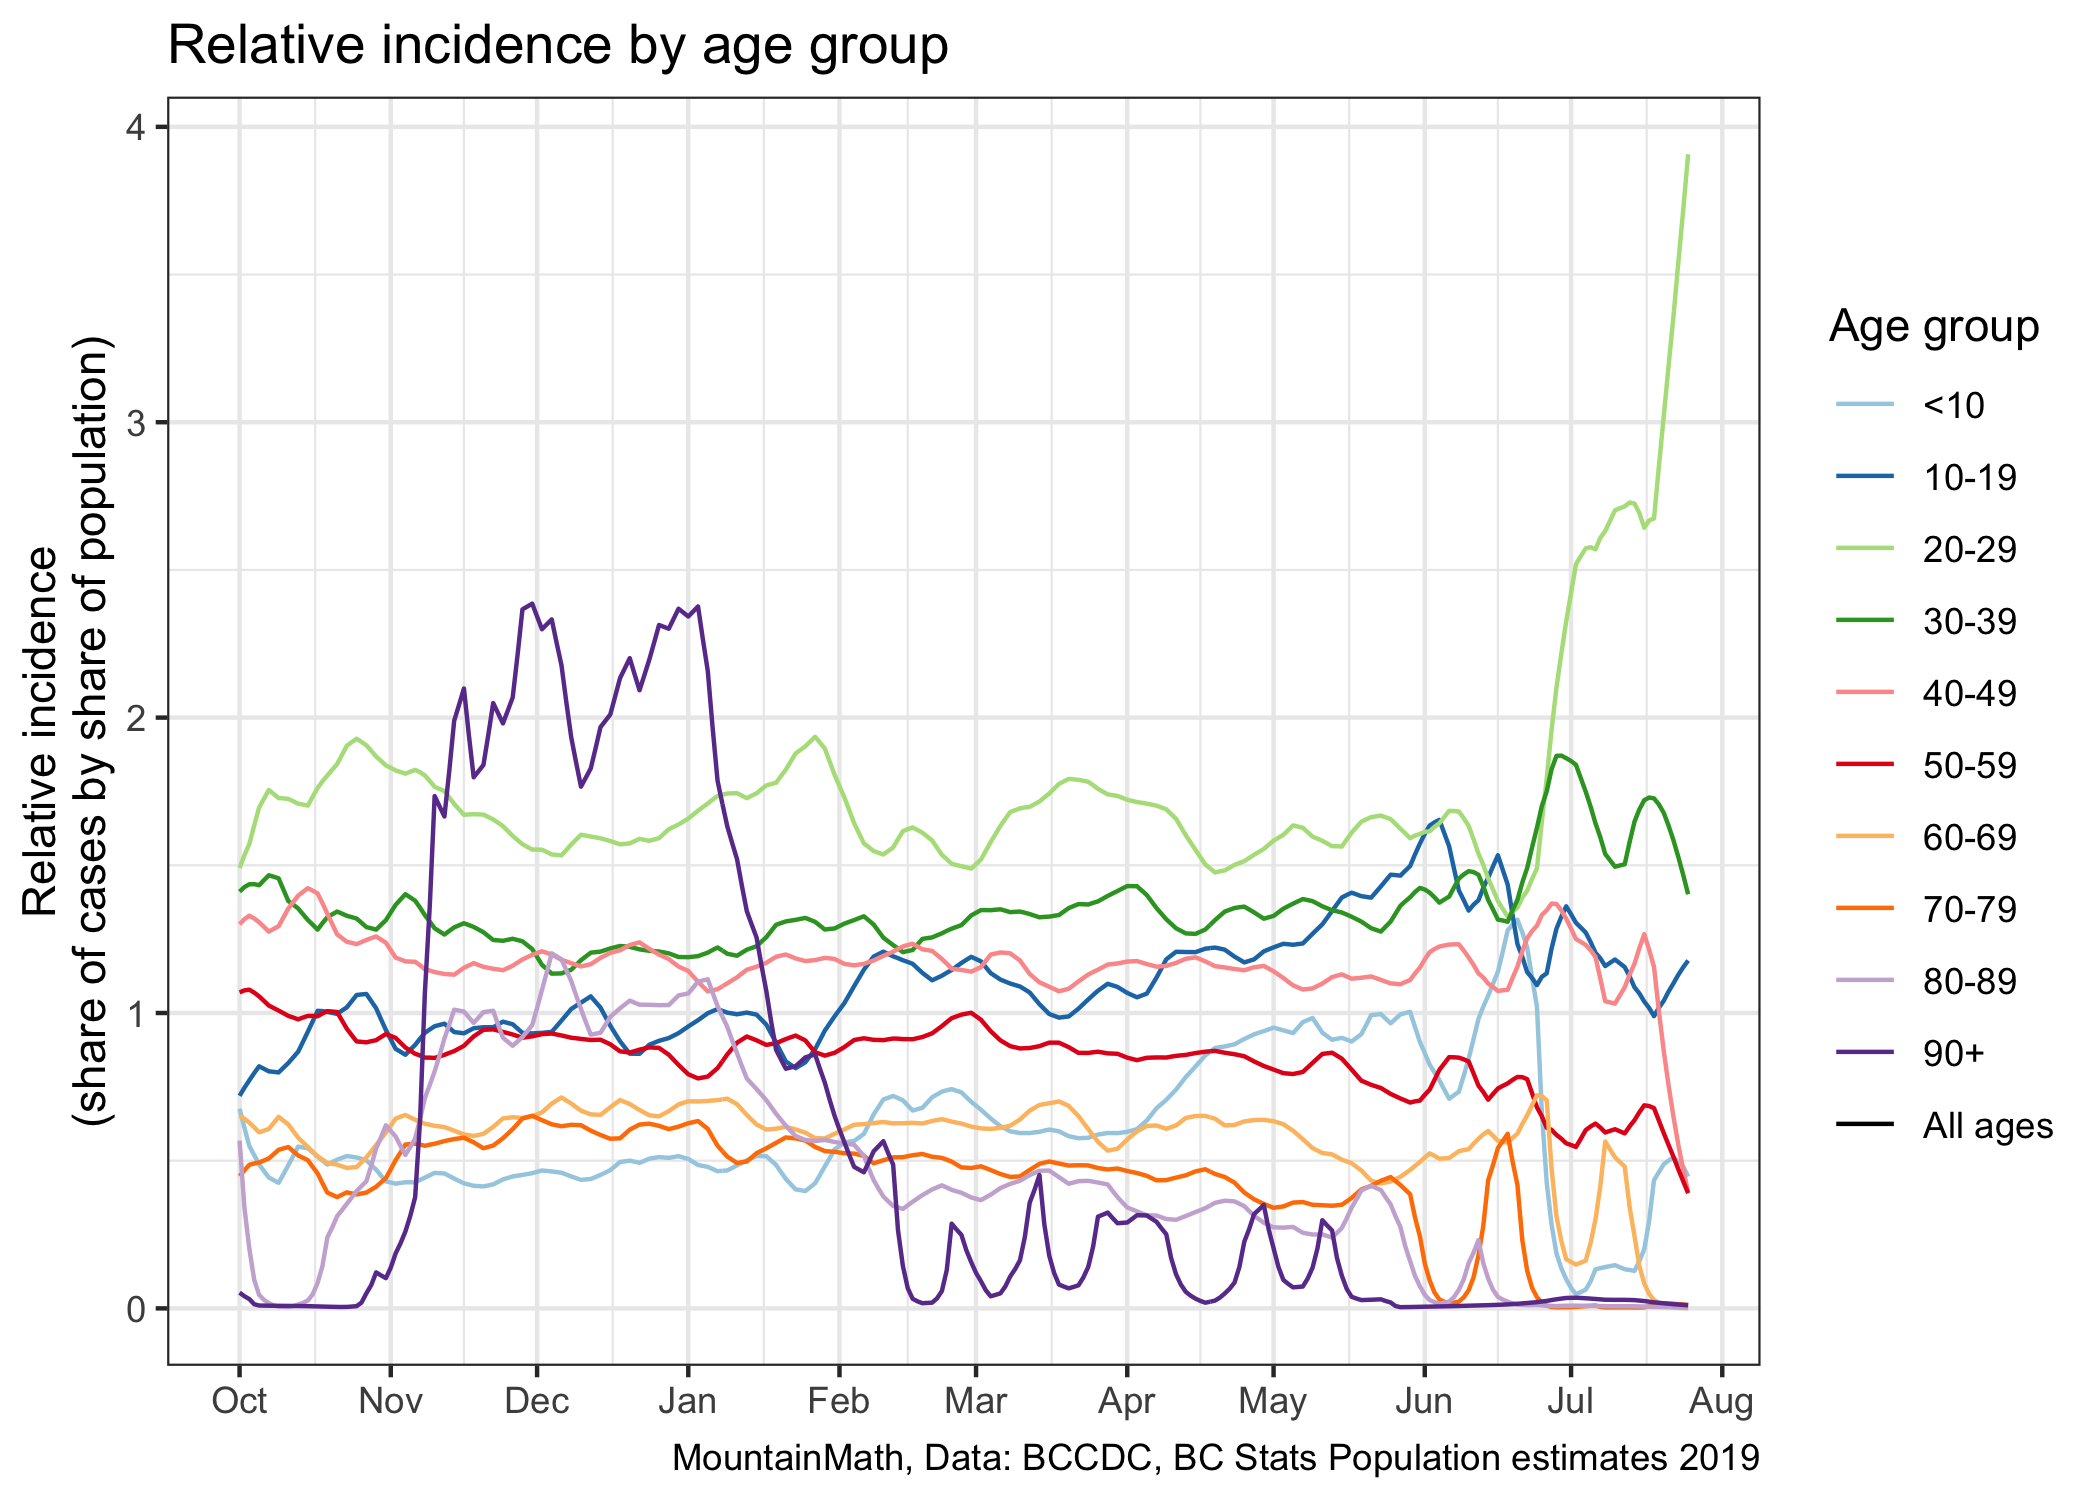 Relative incidence by age group
Relative incidence
(share of cases by share of population)
4
3
2
1
0
Oct Nov Dec Jan Feb Mar Apr May Jun Jul Aug
Age group
<10
10-19
20-29
30-39
40-49
50-59
60-69
70-79
80-89
90+
All ages
MountainMath, Data: BCCDC, BC Stats Population estimates 2019